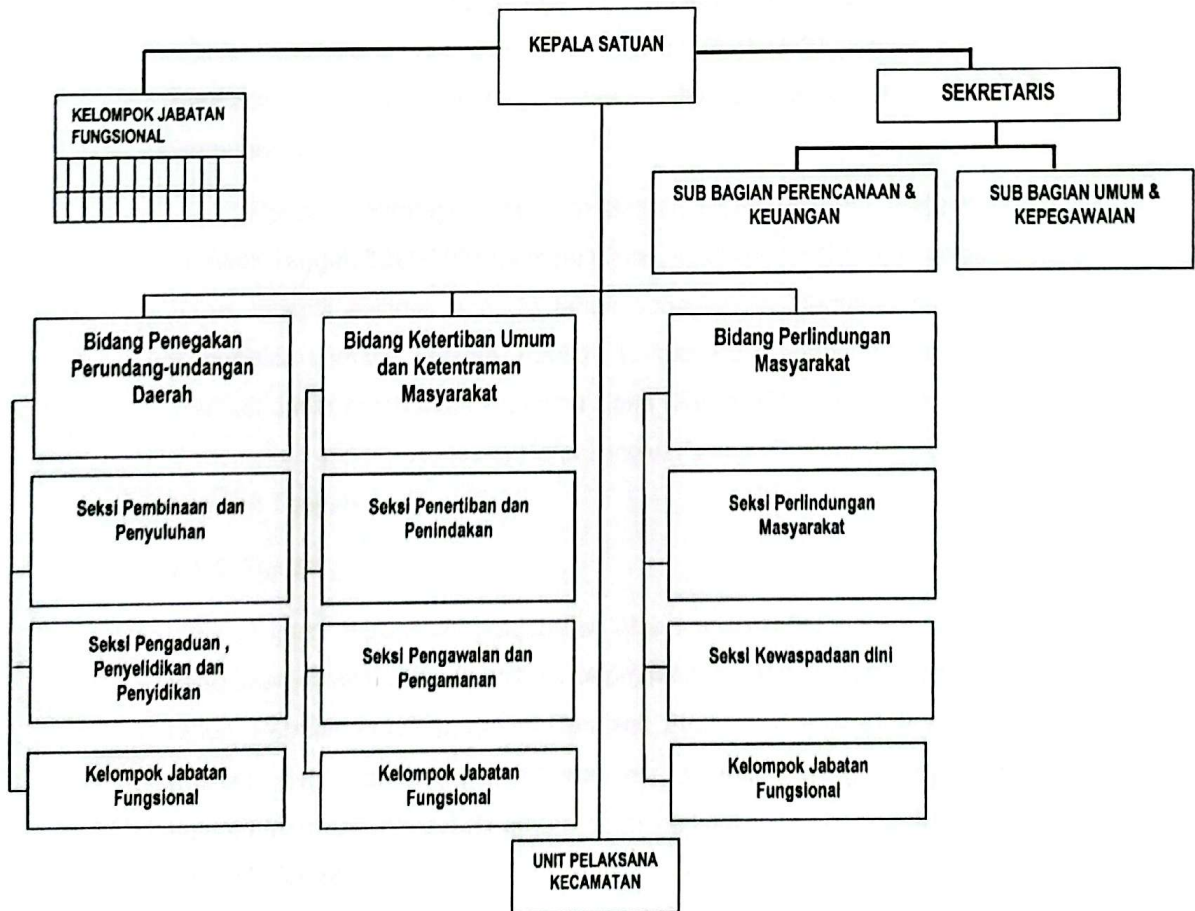 KEPALA SATUAN
SEKRETARIS
KELOMPOK JABATAN
FUNGSIONAL
SUB BAGIAN PERENCANAAN &
KEUANGAN
SUB BAGIAN UMUM &
KEPEGAWAIAN
Bidang Penegakan
Perundang-undangan
Daerah
Bidang Ketertiban Umum
dan Ketentraman
Masyarakat
Bidang Perlindungan
Masyarakat
Seksi Pembinaan dan
Penyuluhan
Seksi Penertiban dan
Penindakan
Seksi Perlindungan
Masyarakat
Seksi Pengaduan ,
Penyelidikan dan
Penyidikan
Seksi Pengawalan dan
Pengamanan
Seksi Kewaspadaan dini
Kelompok Jabatan
Fungsional
Kelompok Jabatan
Fungsional
Kelompok Jabatan
Fungsional
UNIT PELAKSANA
KECAMATAN